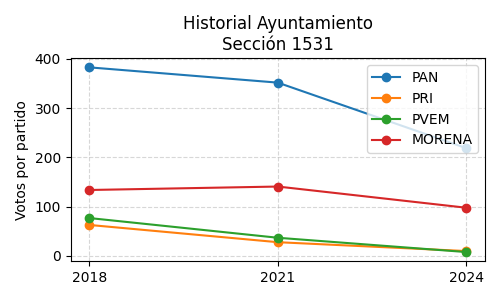 Historial Ayuntamiento
Sección 1531
Votos por partido
400
300
200
100
0
2018
2021
2024
PAN
PRI
PVEM
MORENA